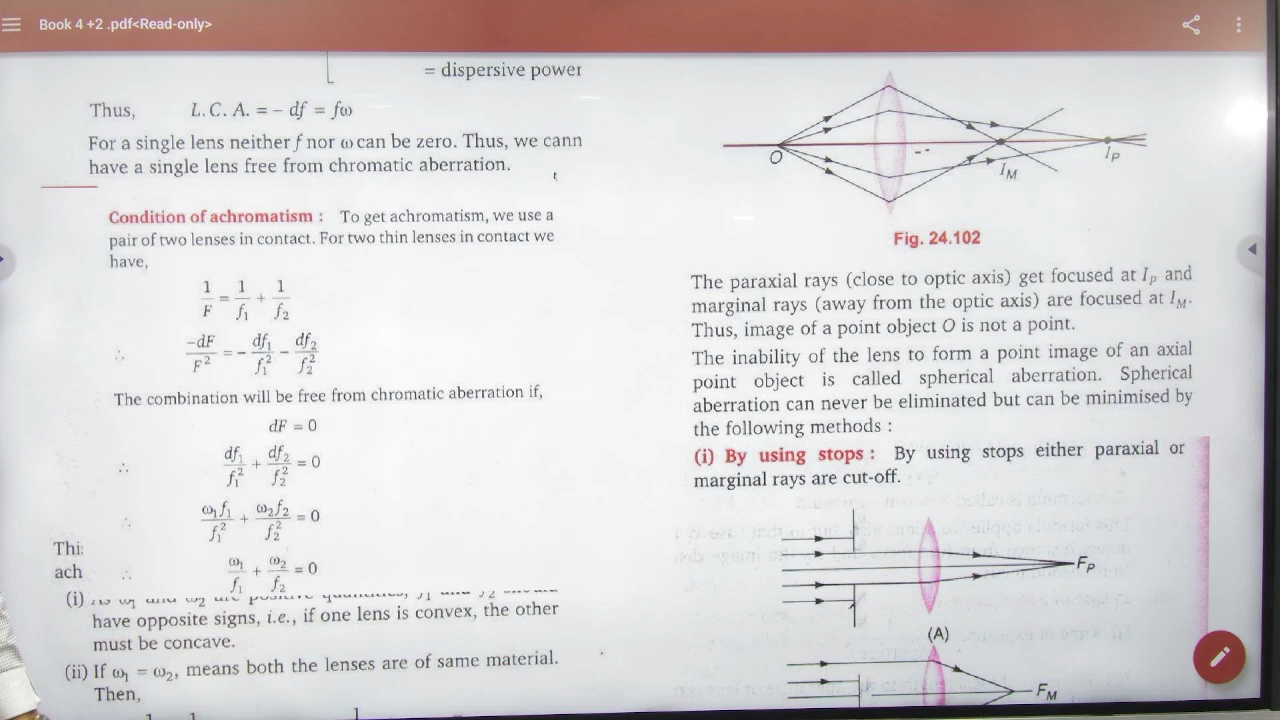 Book 4 +2 .pdf<Read-only>
= dispersive power
Thus, L. C. A. = – df = fω
For a single lens neither f nor ω can be zero. Thus, we cann
have a single lens free from chromatic aberration.
Condition of achromatism : To get achromatism, we use a
pair of two lenses in contact. For two thin lenses in contact we
have,
1/F = 1/f₁ + 1/f₂
∴ –dF/F² = – df₁/f₁² – df₂/f₂²
The combination will be free from chromatic aberration if,
dF = 0
∴ df₁/f₁² + df₂/f₂² = 0
∴ ω₁f₁/f₁² + ω₂f₂/f₂² = 0
Thi
ach ∴ ω₁/f₁ + ω₂/f₂ = 0
(i)
have opposite signs, i.e., if one lens is convex, the other
must be concave.
(ii) If ω₁ = ω₂, means both the lenses are of same material.
Then,
O
I_M
I_P
Fig. 24.102
The paraxial rays (close to optic axis) get focused at I_P and
marginal rays (away from the optic axis) are focused at I_M.
Thus, image of a point object O is not a point.
The inability of the lens to form a point image of an axial
point object is called spherical aberration. Spherical
aberration can never be eliminated but can be minimised by
the following methods :
(i) By using stops : By using stops either paraxial or
marginal rays are cut-off.
F_P
(A)
F_M